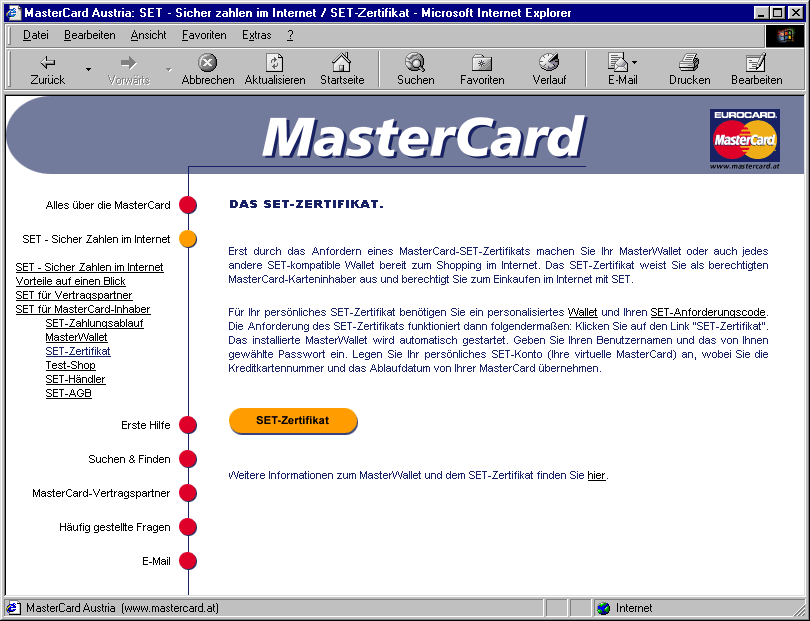 MasterCard Austria: SET - Sicher zahlen im Internet / SET-Zertifikat - Microsoft Internet Explorer
Datei Bearbeiten Ansicht Favoriten Extras ?
Zurück Vorwärts Abbrechen Aktualisieren Startseite Suchen Favoriten Verlauf E-Mail Drucken Bearbeiten
MasterCard
EUROCARD
MasterCard
www.mastercard.at
Alles über die MasterCard
SET - Sicher Zahlen im Internet
SET - Sicher Zahlen im Internet
Vorteile auf einen Blick
SET für Vertragspartner
SET für MasterCard-Inhaber
SET-Zahlungsablauf
MasterWallet
SET-Zertifikat
Test-Shop
SET-Händler
SET-AGB
Erste Hilfe
Suchen & Finden
MasterCard-Vertragspartner
Häufig gestellte Fragen
E-Mail
DAS SET-ZERTIFIKAT.
Erst durch das Anfordern eines MasterCard-SET-Zertifikats machen Sie Ihr MasterWallet oder auch jedes
andere SET-kompatible Wallet bereit zum Shopping im Internet. Das SET-Zertifikat weist Sie als berechtigten
MasterCard-Karteninhaber aus und berechtigt Sie zum Einkaufen im Internet mit SET.
Für Ihr persönliches SET-Zertifikat benötigen Sie ein personalisiertes Wallet und Ihren SET-Anforderungscode.
Die Anforderung des SET-Zertifikats funktioniert dann folgendermaßen: Klicken Sie auf den Link "SET-Zertifikat".
Das installierte MasterWallet wird automatisch gestartet. Geben Sie Ihren Benutzernamen und das von Ihnen
gewählte Passwort ein. Legen Sie Ihr persönliches SET-Konto (Ihre virtuelle MasterCard) an, wobei Sie die
Kreditkartennummer und das Ablaufdatum von Ihrer MasterCard übernehmen.
SET-Zertifikat
Weitere Informationen zum MasterWallet und dem SET-Zertifikat finden Sie hier.
MasterCard Austria (www.mastercard.at)
Internet